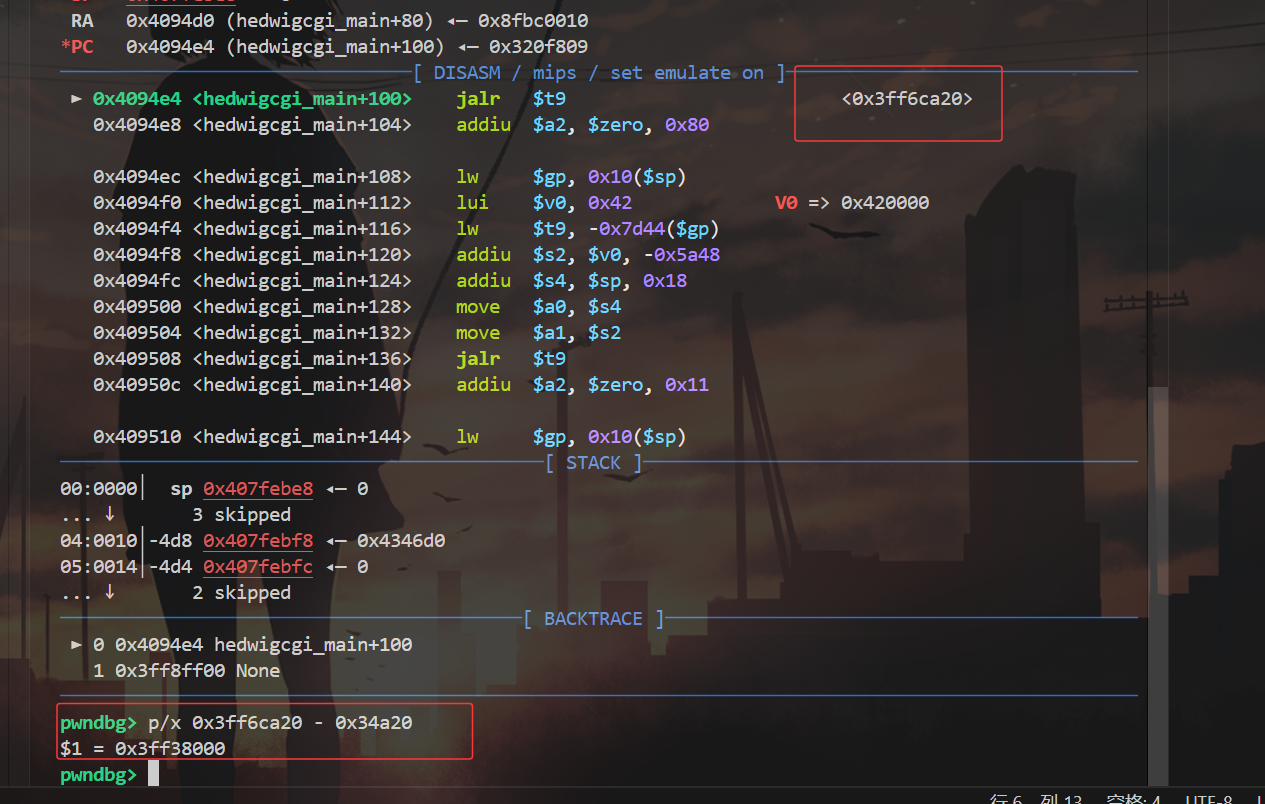 RA 0x4094d0 (hedwigcgi_main+80) ◂— 0x8fbc0010
*PC 0x4094e4 (hedwigcgi_main+100) ◂— 0x320f809
[ DISASM / mips / set emulate on ]
► 0x4094e4 <hedwigcgi_main+100> jalr $t9 <0x3ff6ca20>
0x4094e8 <hedwigcgi_main+104> addiu $a2, $zero, 0x80
0x4094ec <hedwigcgi_main+108> lw $gp, 0x10($sp)
0x4094f0 <hedwigcgi_main+112> lui $v0, 0x42 V0 => 0x420000
0x4094f4 <hedwigcgi_main+116> lw $t9, -0x7d44($gp)
0x4094f8 <hedwigcgi_main+120> addiu $s2, $v0, -0x5a48
0x4094fc <hedwigcgi_main+124> addiu $s4, $sp, 0x18
0x409500 <hedwigcgi_main+128> move $a0, $s4
0x409504 <hedwigcgi_main+132> move $a1, $s2
0x409508 <hedwigcgi_main+136> jalr $t9
0x40950c <hedwigcgi_main+140> addiu $a2, $zero, 0x11
0x409510 <hedwigcgi_main+144> lw $gp, 0x10($sp)
[ STACK ]
00:0000│ sp 0x407febe8 ◂— 0
... ↓ 3 skipped
04:0010│-4d8 0x407febf8 ◂— 0x4346d0
05:0014│-4d4 0x407febfc ◂— 0
... ↓ 2 skipped
[ BACKTRACE ]
► 0 0x4094e4 hedwigcgi_main+100
1 0x3ff8ff00 None
pwndbg> p/x 0x3ff6ca20 - 0x34a20
$1 = 0x3ff38000
pwndbg>
行 6, 列 13 空格: 4 UTF-8